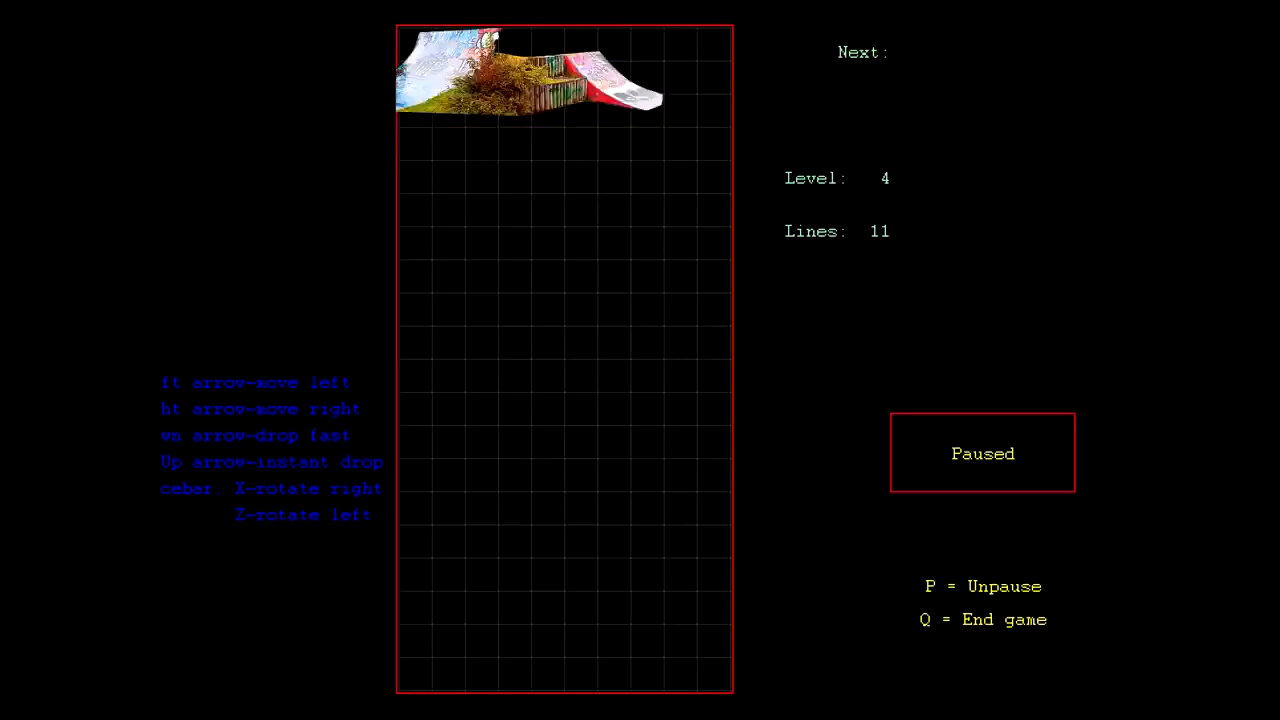 Next:
Level: 4
Lines: 11
ft arrow-move left
ht arrow-move right
wn arrow-drop fast
Up arrow-instant drop
cebar X-rotate right
Z-rotate left
Paused
P = Unpause
Q = End game